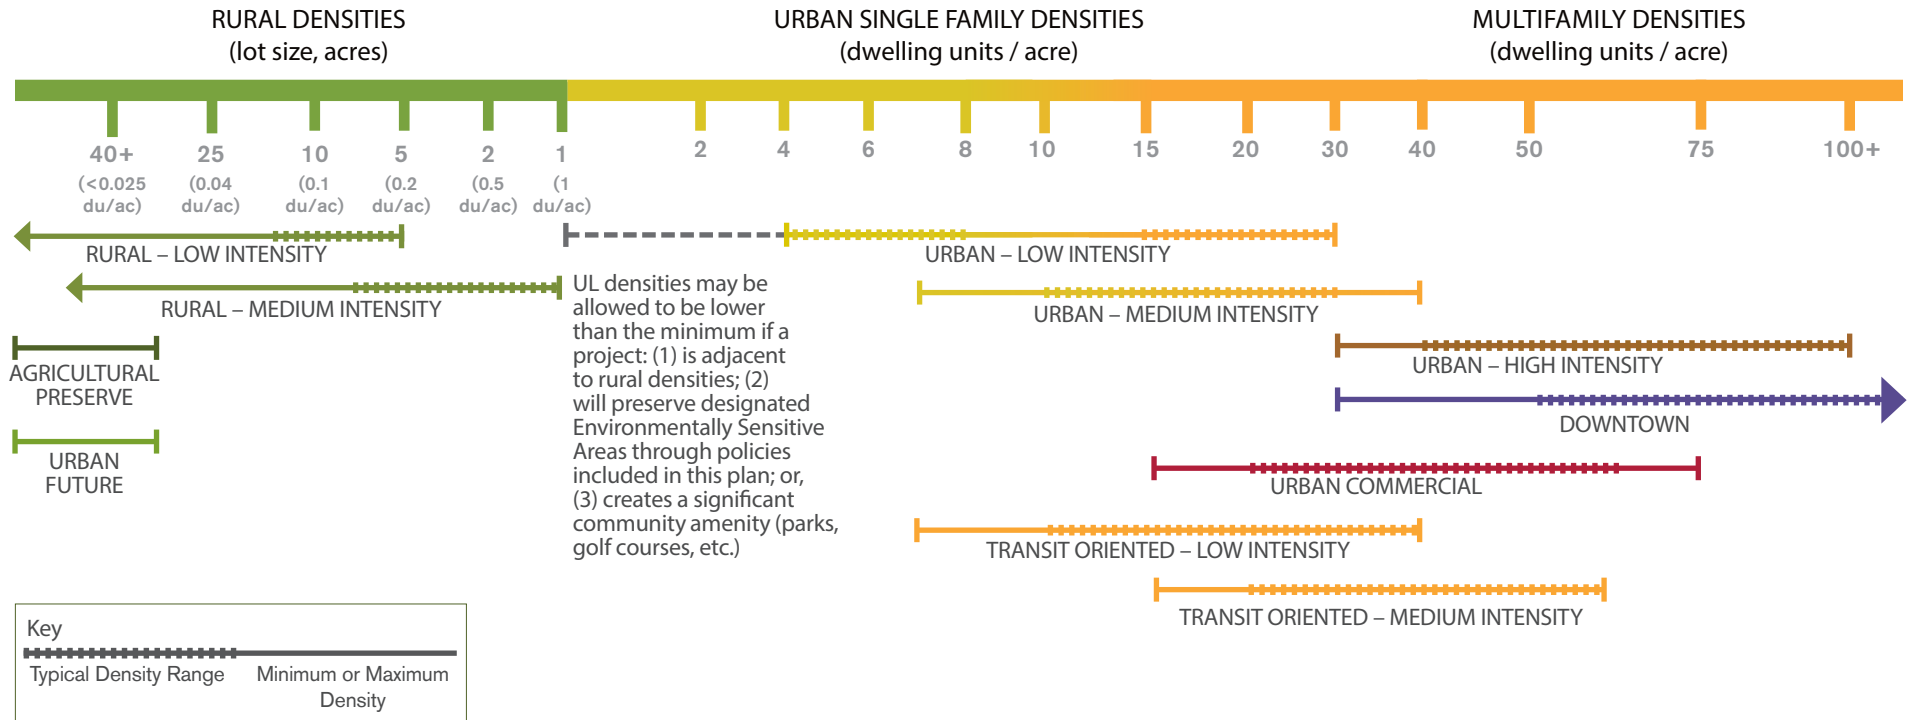 RURAL DENSITIES
(lot size, acres)
URBAN SINGLE FAMILY DENSITIES
(dwelling units / acre)
MULTIFAMILY DENSITIES
(dwelling units / acre)
40+ 25 10 5 2 1 2 4 6 8 10 15 20 30 40 50 75 100+
(<0.025 (0.04 (0.1 (0.2 (0.5 (1
du/ac) du/ac) du/ac) du/ac) du/ac) du/ac)
RURAL – LOW INTENSITY
URBAN – LOW INTENSITY
RURAL – MEDIUM INTENSITY
URBAN – MEDIUM INTENSITY
AGRICULTURAL
PRESERVE
URBAN
FUTURE
UL densities may be
allowed to be lower
than the minimum if a
project: (1) is adjacent
to rural densities; (2)
will preserve designated
Environmentally Sensitive
Areas through policies
included in this plan; or,
(3) creates a significant
community amenity (parks,
golf courses, etc.)
URBAN – HIGH INTENSITY
DOWNTOWN
URBAN COMMERCIAL
TRANSIT ORIENTED – LOW INTENSITY
TRANSIT ORIENTED – MEDIUM INTENSITY
Key
Typical Density Range
Minimum or Maximum
Density